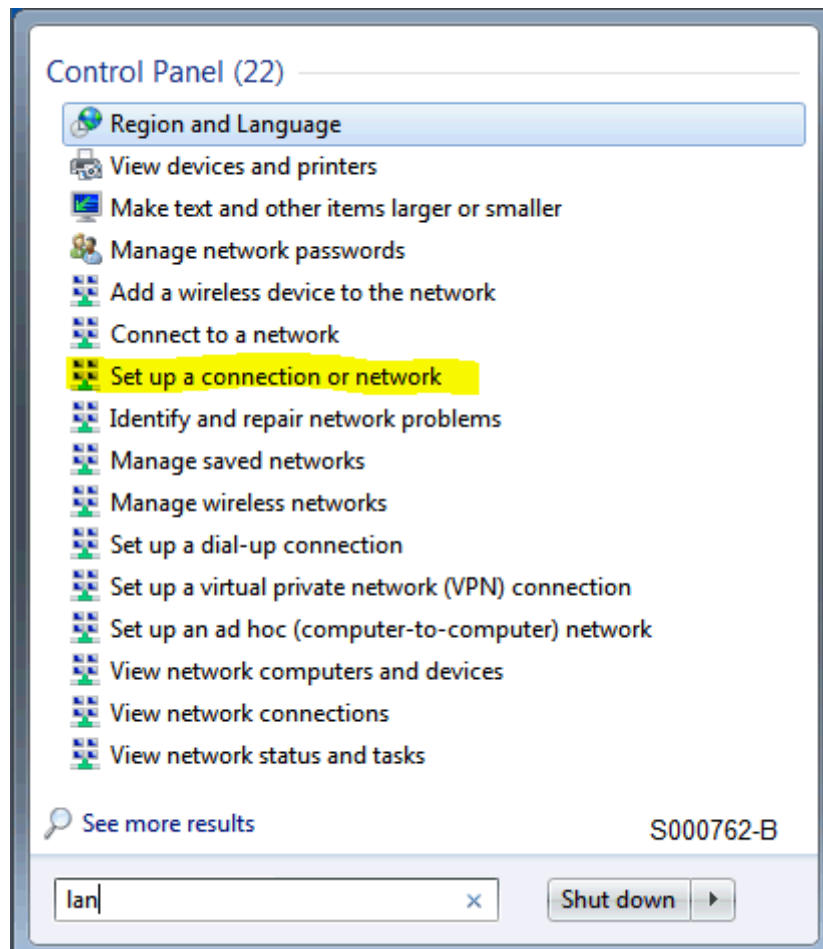 Control Panel (22)
Region and Language
View devices and printers
Make text and other items larger or smaller
Manage network passwords
Add a wireless device to the network
Connect to a network
Set up a connection or network
Identify and repair network problems
Manage saved networks
Manage wireless networks
Set up a dial-up connection
Set up a virtual private network (VPN) connection
Set up an ad hoc (computer-to-computer) network
View network computers and devices
View network connections
View network status and tasks
See more results
S000762-B
lan
Shut down